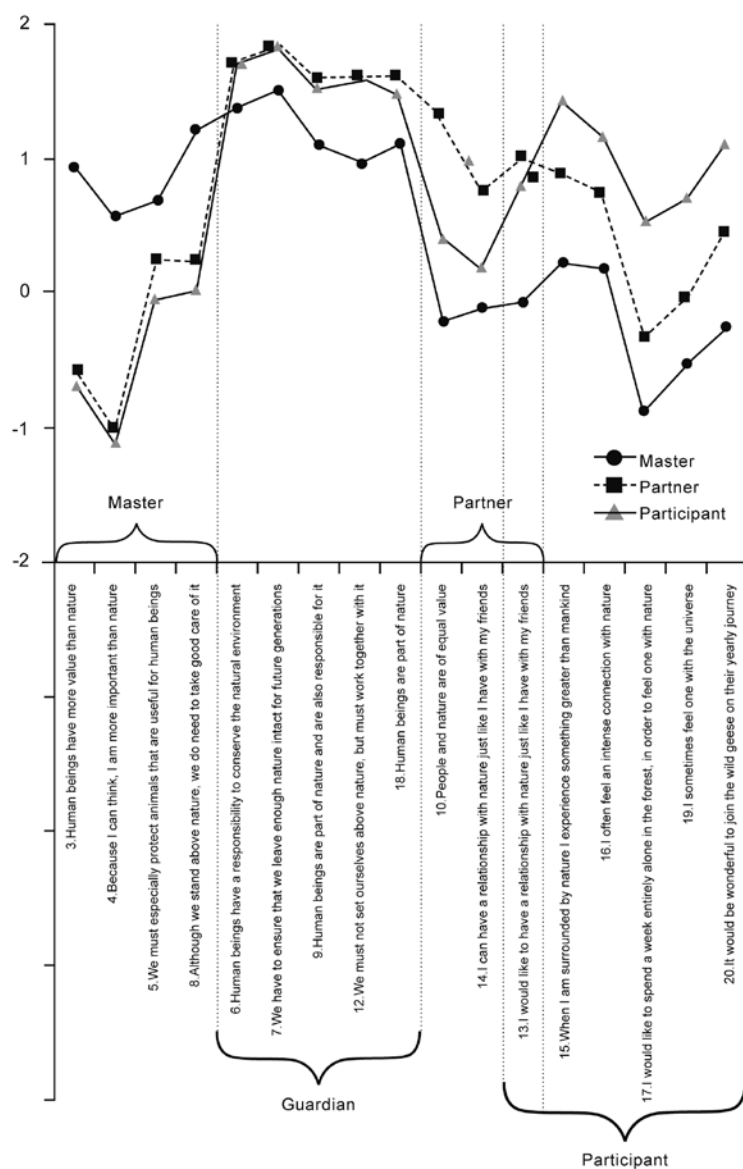 2
1
0
-1
-2
Master
Partner
Participant
Master
Partner
3.Human beings have more value than nature
4.Because I can think, I am more important than nature
5.We must especially protect animals that are useful for human beings
8.Although we stand above nature, we do need to take good care of it
6.Human beings have a responsibility to conserve the natural environment
7.We have to ensure that we leave enough nature intact for future generations
9.Human beings are part of nature and are also responsible for it
12.We must not set ourselves above nature, but must work together with it
18.Human beings are part of nature
10.People and nature are of equal value
14.I can have a relationship with nature just like I have with my friends
13.I would like to have a relationship with nature just like I have with my friends
15.When I am surrounded by nature I experience something greater than mankind
16.I often feel an intense connection with nature
17.I would like to spend a week entirely alone in the forest, in order to feel one with nature
19.I sometimes feel one with the universe
20.It would be wonderful to join the wild geese on their yearly journey
Guardian
Participant